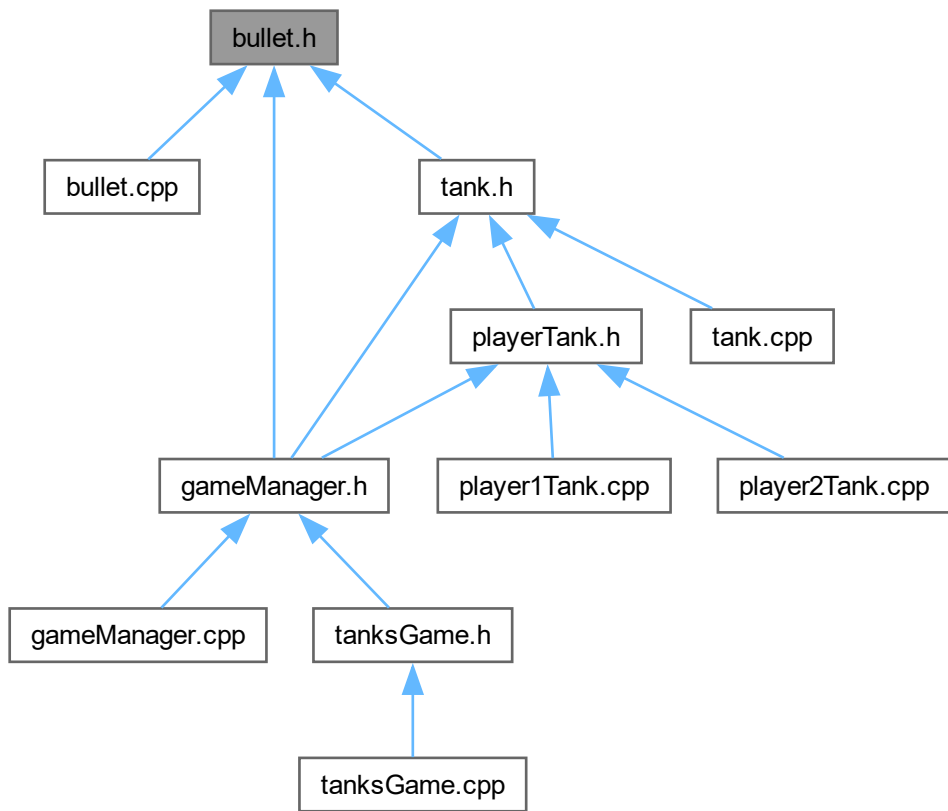 bullet.h
bullet.cpp
tank.h
playerTank.h
tank.cpp
gameManager.h
player1Tank.cpp
player2Tank.cpp
gameManager.cpp
tanksGame.h
tanksGame.cpp